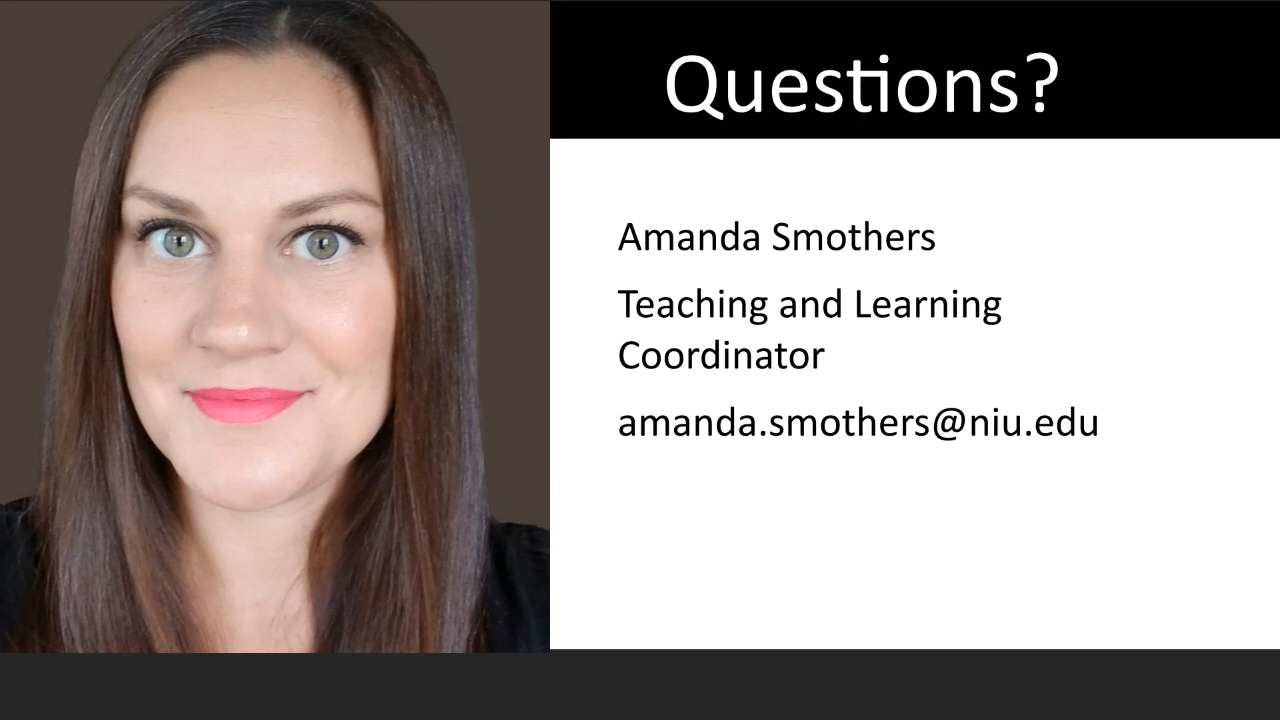 Questions?
Amanda Smothers
Teaching and Learning
Coordinator
amanda.smothers@niu.edu